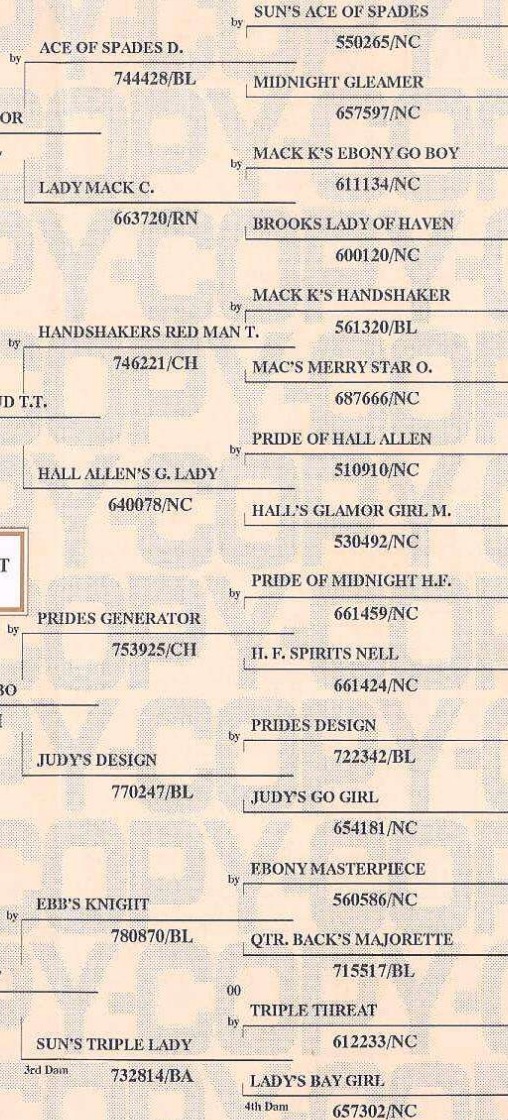 SUN'S ACE OF SPADES
by
ACE OF SPADES D.
550265/NC
by
744428/BL
MIDNIGHT GLEAMER
657597/NC
OR
MACK K'S EBONY GO BOY
by
LADY MACK C.
611134/NC
663720/RN
BROOKS LADY OF HAVEN
600120/NC
MACK K'S HANDSHAKER
by
HANDSHAKERS RED MAN T.
561320/BL
by
746221/CH
MAC'S MERRY STAR O.
687666/NC
UD T.T.
PRIDE OF HALL ALLEN
by
HALL ALLEN'S G. LADY
510910/NC
640078/NC
HALL'S GLAMOR GIRL M.
530492/NC
T
PRIDE OF MIDNIGHT H.F.
by
PRIDES GENERATOR
661459/NC
by
753925/CH
H. F. SPIRITS NELL
661424/NC
BO
PRIDES DESIGN
by
JUDY'S DESIGN
722342/BL
770247/BL
JUDY'S GO GIRL
654181/NC
EBONY MASTERPIECE
by
EBB'S KNIGHT
560586/NC
by
780870/BL
QTR. BACK'S MAJORETTE
715517/BL
00
TRIPLE THREAT
by
SUN'S TRIPLE LADY
612233/NC
3rd Dam
732814/BA
LADY'S BAY GIRL
4th Dam
657302/NC
COPY